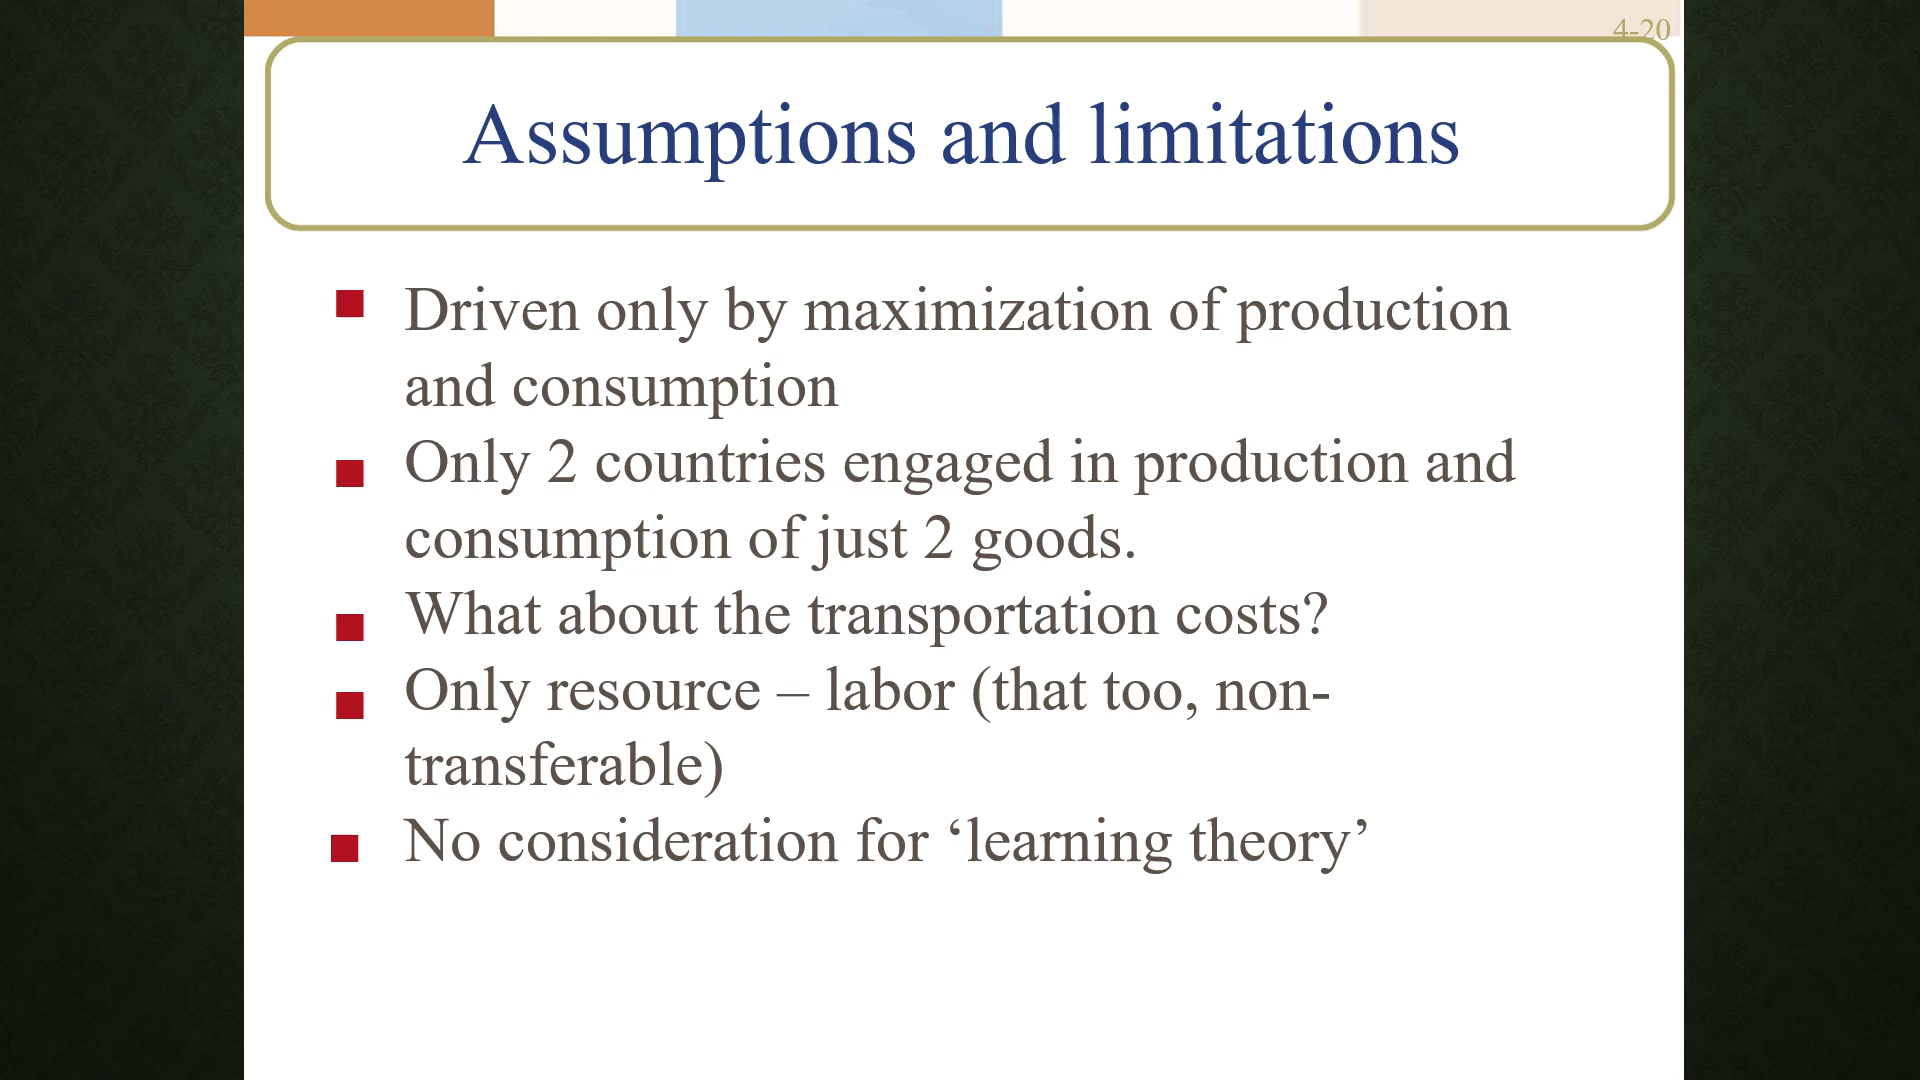 4-20
Assumptions and limitations
Driven only by maximization of production
and consumption
Only 2 countries engaged in production and
consumption of just 2 goods.
What about the transportation costs?
Only resource – labor (that too, non-
transferable)
No consideration for ‘learning theory’